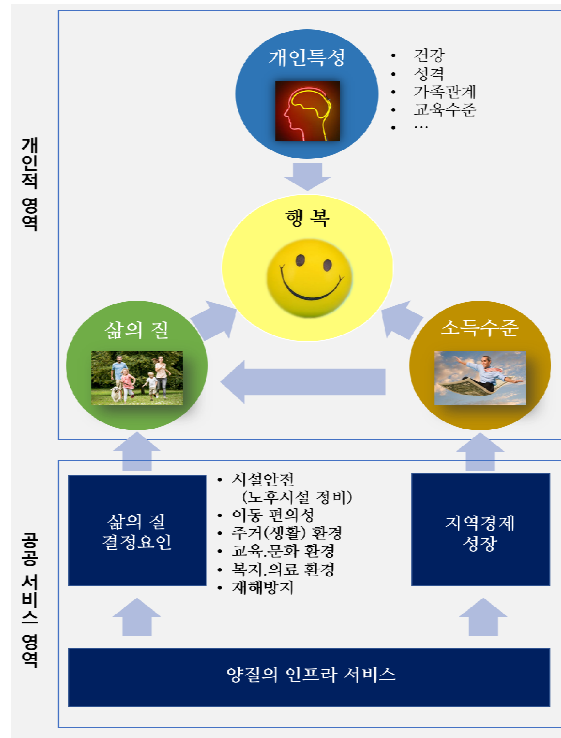 개인적 영역
개인특성
• 건강
• 성격
• 가족관계
• 교육수준
• …
행 복
삶의 질
소득수준
공공 서비스 영역
삶의 질
결정요인
• 시설안전
(노후시설 정비)
• 이동 편의성
• 주거(생활) 환경
• 교육.문화 환경
• 복지.의료 환경
• 재해방지
지역경제
성장
양질의 인프라 서비스